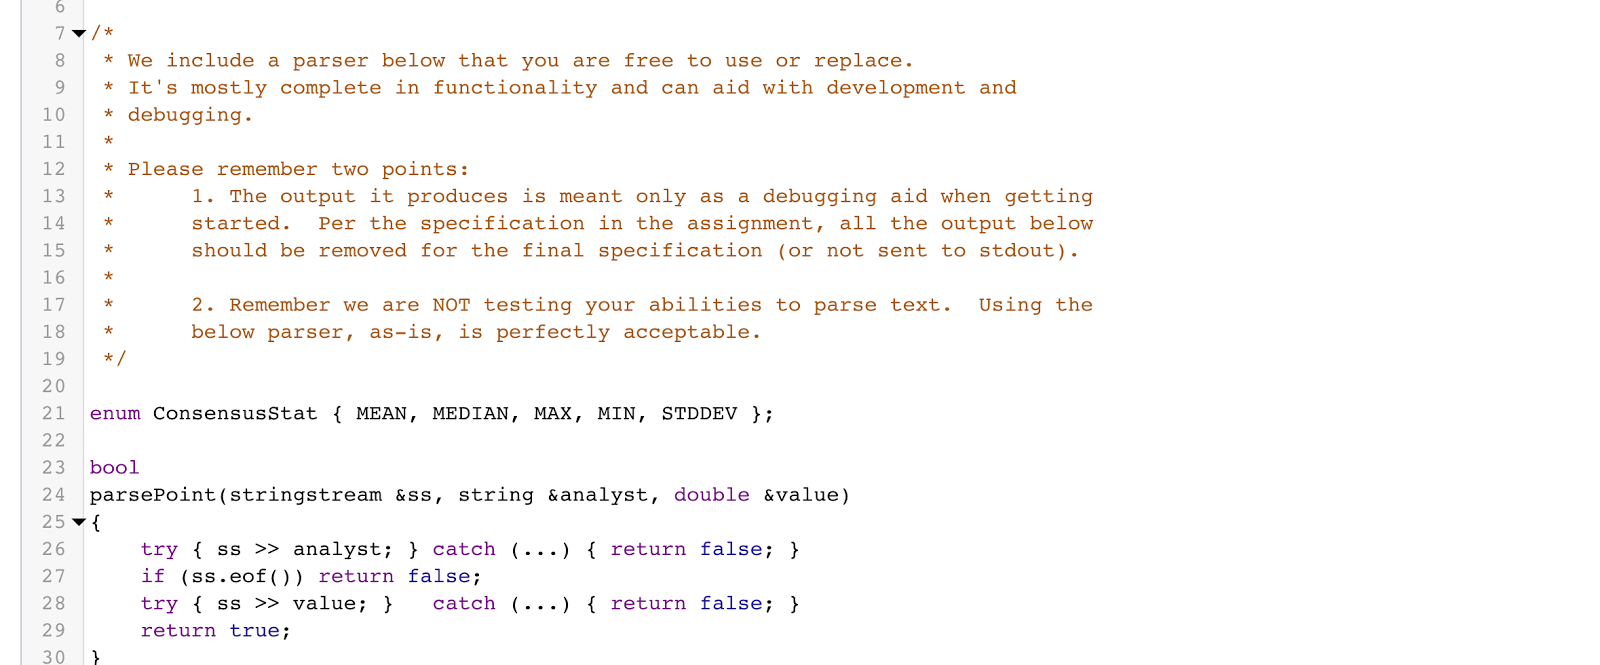 6
7 /*
8  * We include a parser below that you are free to use or replace.
9  * It's mostly complete in functionality and can aid with development and
10  * debugging.
11  *
12  * Please remember two points:
13  *      1. The output it produces is meant only as a debugging aid when getting
14  *      started.  Per the specification in the assignment, all the output below
15  *      should be removed for the final specification (or not sent to stdout).
16  *
17  *      2. Remember we are NOT testing your abilities to parse text.  Using the
18  *      below parser, as-is, is perfectly acceptable.
19  */
20
21 enum ConsensusStat { MEAN, MEDIAN, MAX, MIN, STDDEV };
22
23 bool
24 parsePoint(stringstream &ss, string &analyst, double &value)
25 {
26     try { ss >> analyst; } catch (...) { return false; }
27     if (ss.eof()) return false;
28     try { ss >> value; }   catch (...) { return false; }
29     return true;
30 }